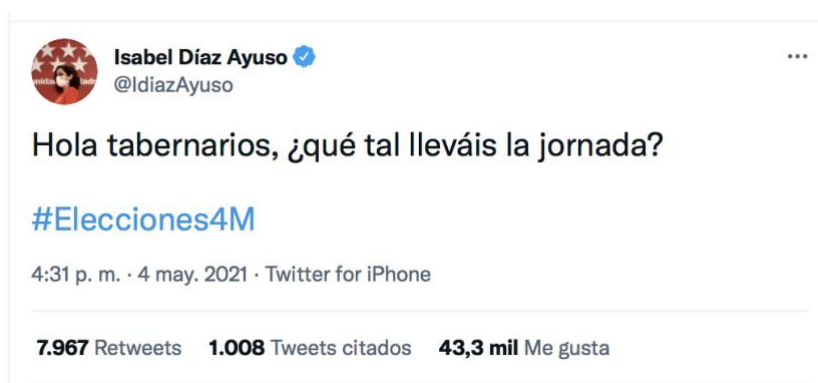 Isabel Díaz Ayuso
@IdiazAyuso
Hola tabernarios, ¿qué tal lleváis la jornada?
#Elecciones4M
4:31 p. m. · 4 may. 2021 · Twitter for iPhone
7.967 Retweets 1.008 Tweets citados 43,3 mil Me gusta